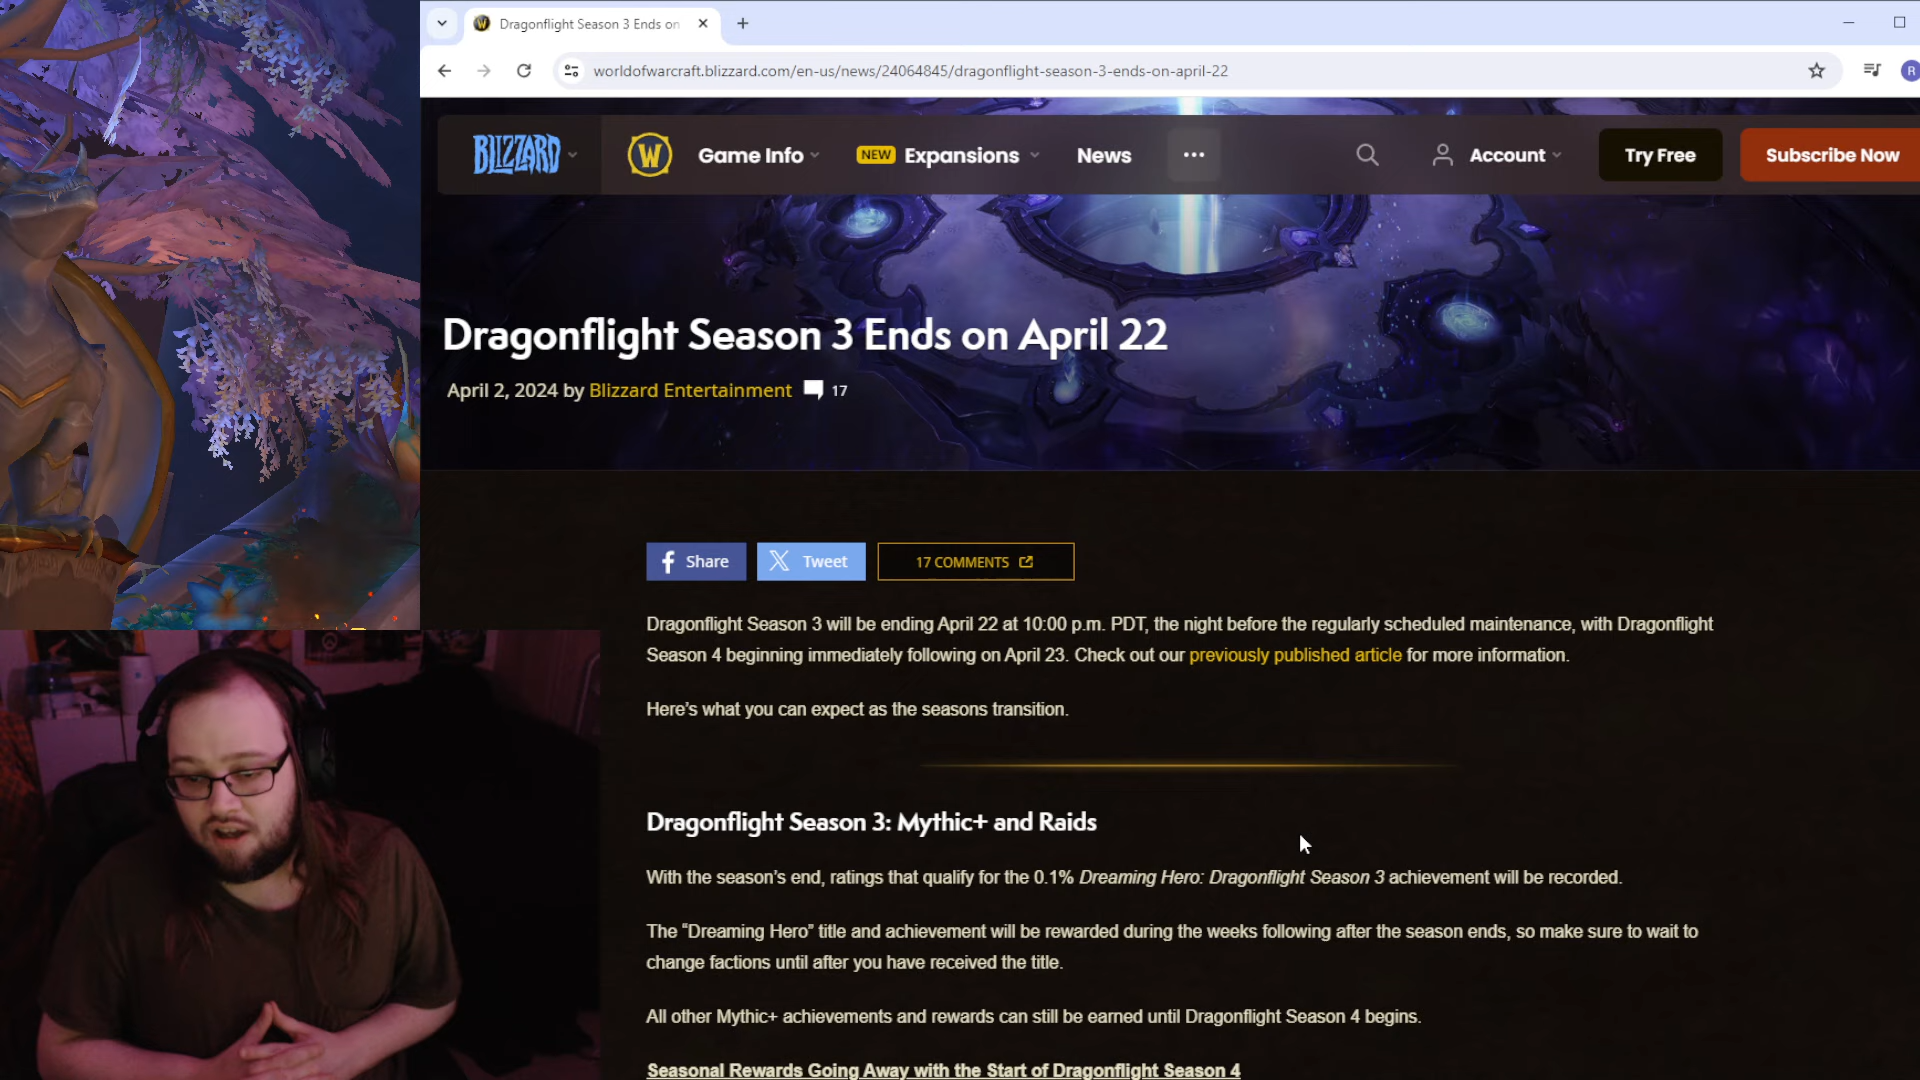 Dragonflight Season 3 Ends on
worldofwarcraft.blizzard.com/en-us/news/24064845/dragonflight-season-3-ends-on-april-22
R
BLIZZARD
W
Game Info
NEW Expansions
News
Account
Try Free
Subscribe Now
Dragonflight Season 3 Ends on April 22
April 2, 2024 by Blizzard Entertainment 17
Share
Tweet
17 COMMENTS
Dragonflight Season 3 will be ending April 22 at 10:00 p.m. PDT, the night before the regularly scheduled maintenance, with Dragonflight
Season 4 beginning immediately following on April 23. Check out our previously published article for more information.
Here's what you can expect as the seasons transition.
Dragonflight Season 3: Mythic+ and Raids
With the season's end, ratings that qualify for the 0.1% Dreaming Hero: Dragonflight Season 3 achievement will be recorded.
The “Dreaming Hero” title and achievement will be rewarded during the weeks following after the season ends, so make sure to wait to
change factions until after you have received the title.
All other Mythic+ achievements and rewards can still be earned until Dragonflight Season 4 begins.
Seasonal Rewards Going Away with the Start of Dragonflight Season 4